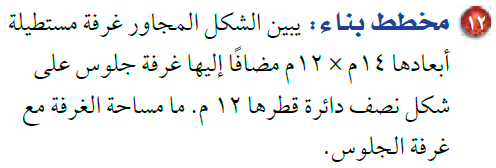 ١٢ مخطط بناء: يبين الشكل المجاور غرفة مستطيلة
أبعادها ١٤م × ١٢م مضافًا إليها غرفة جلوس على
شكل نصف دائرة قطرها ١٢ م. ما مساحة الغرفة مع
غرفة الجلوس.